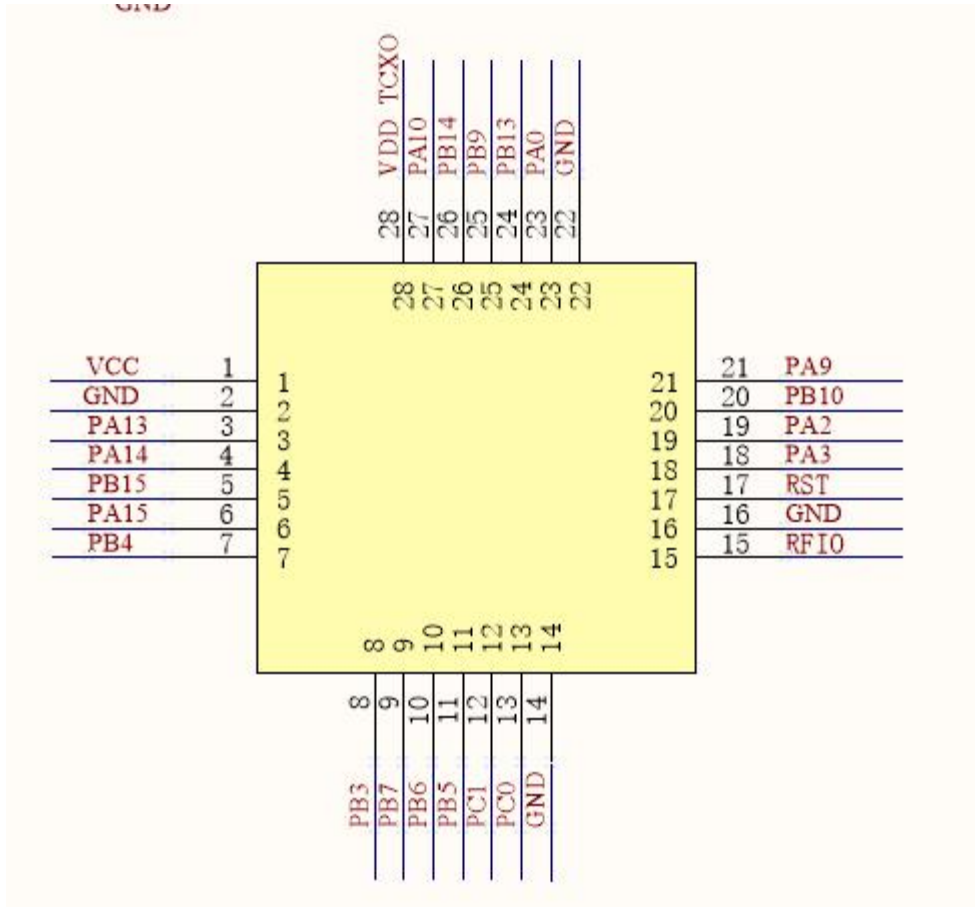 GND
VDD TCXO
PA10
PB14
PB9
PB13
PA0
GND
28 27 26 25 24 23 22
28 27 26 25 24 23 22
VCC 1 1
GND 2 2
PA13 3 3
PA14 4 4
PB15 5 5
PA15 6 6
PB4 7 7
21 21 PA9
20 20 PB10
19 19 PA2
18 18 PA3
17 17 RST
16 16 GND
15 15 RFIO
8 9 10 11 12 13 14
8 9 10 11 12 13 14
PB3
PB7
PB6
PB5
PC1
PC0
GND